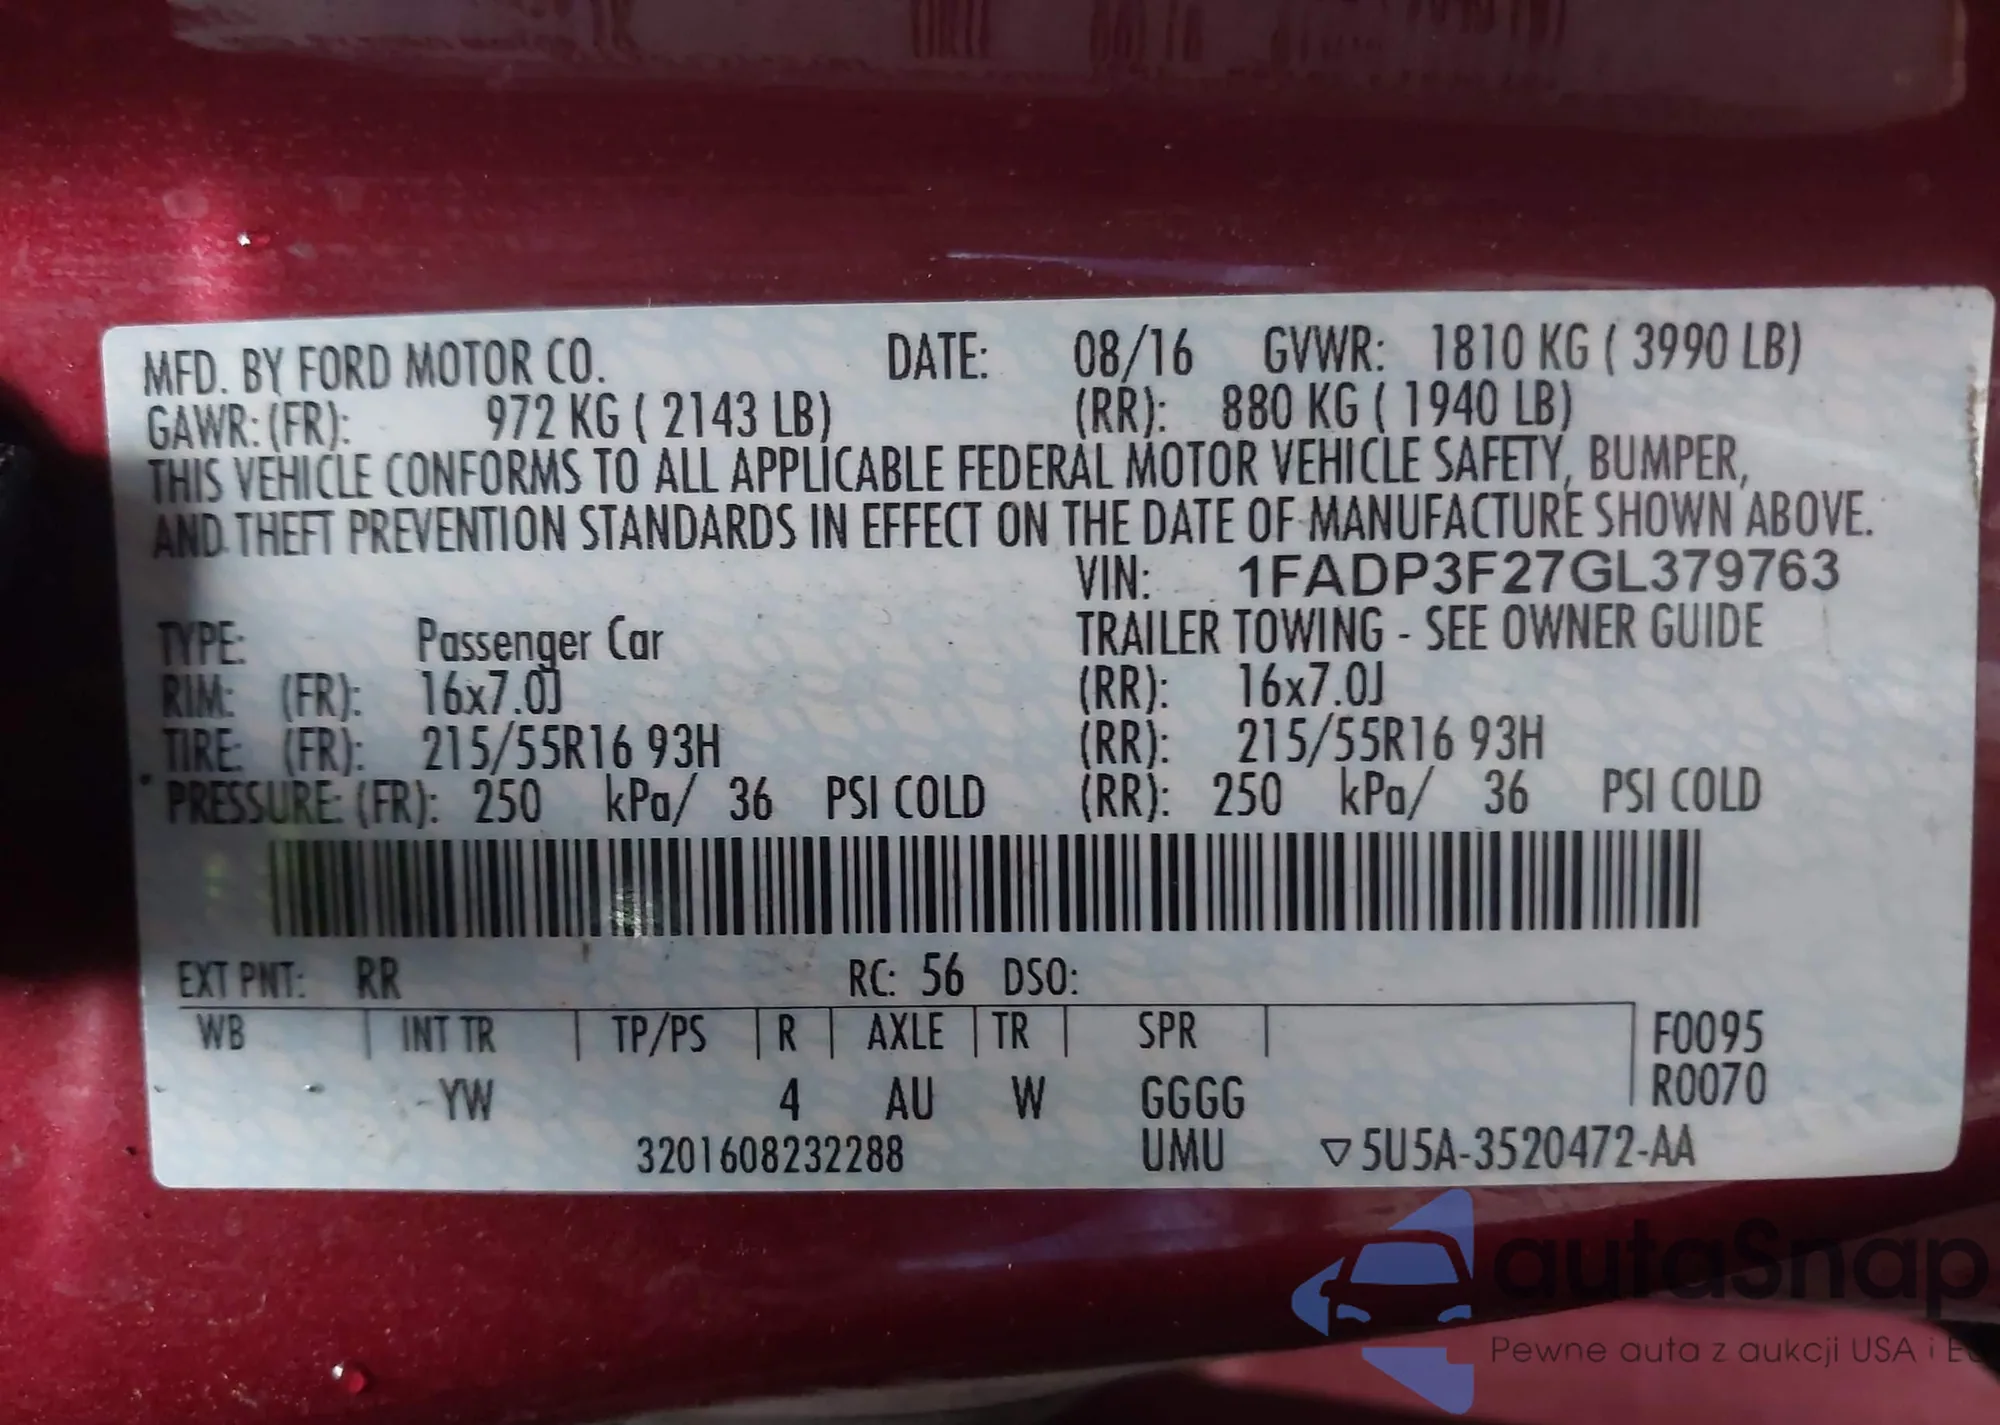 MFD. BY FORD MOTOR CO. DATE: 08/16 GVWR: 1810 KG ( 3990 LB)
GAWR: (FR): 972 KG ( 2143 LB) (RR): 880 KG ( 1940 LB)
THIS VEHICLE CONFORMS TO ALL APPLICABLE FEDERAL MOTOR VEHICLE SAFETY, BUMPER,
AND THEFT PREVENTION STANDARDS IN EFFECT ON THE DATE OF MANUFACTURE SHOWN ABOVE.
VIN: 1FADP3F27GL379763
TYPE: Passenger Car TRAILER TOWING - SEE OWNER GUIDE
RIM: (FR): 16x7.0J (RR): 16x7.0J
TIRE: (FR): 215/55R16 93H (RR): 215/55R16 93H
PRESSURE: (FR): 250 kPa/ 36 PSI COLD (RR): 250 kPa/ 36 PSI COLD
EXT PNT: RR RC: 56 DSO:
WB INT TR TP/PS R AXLE TR SPR F0095
YW 4 AU W GGGG R0070
3201608232288 UMU ▽5U5A-3520472-AA
autaSnap
Pewne auta z aukcji USA i